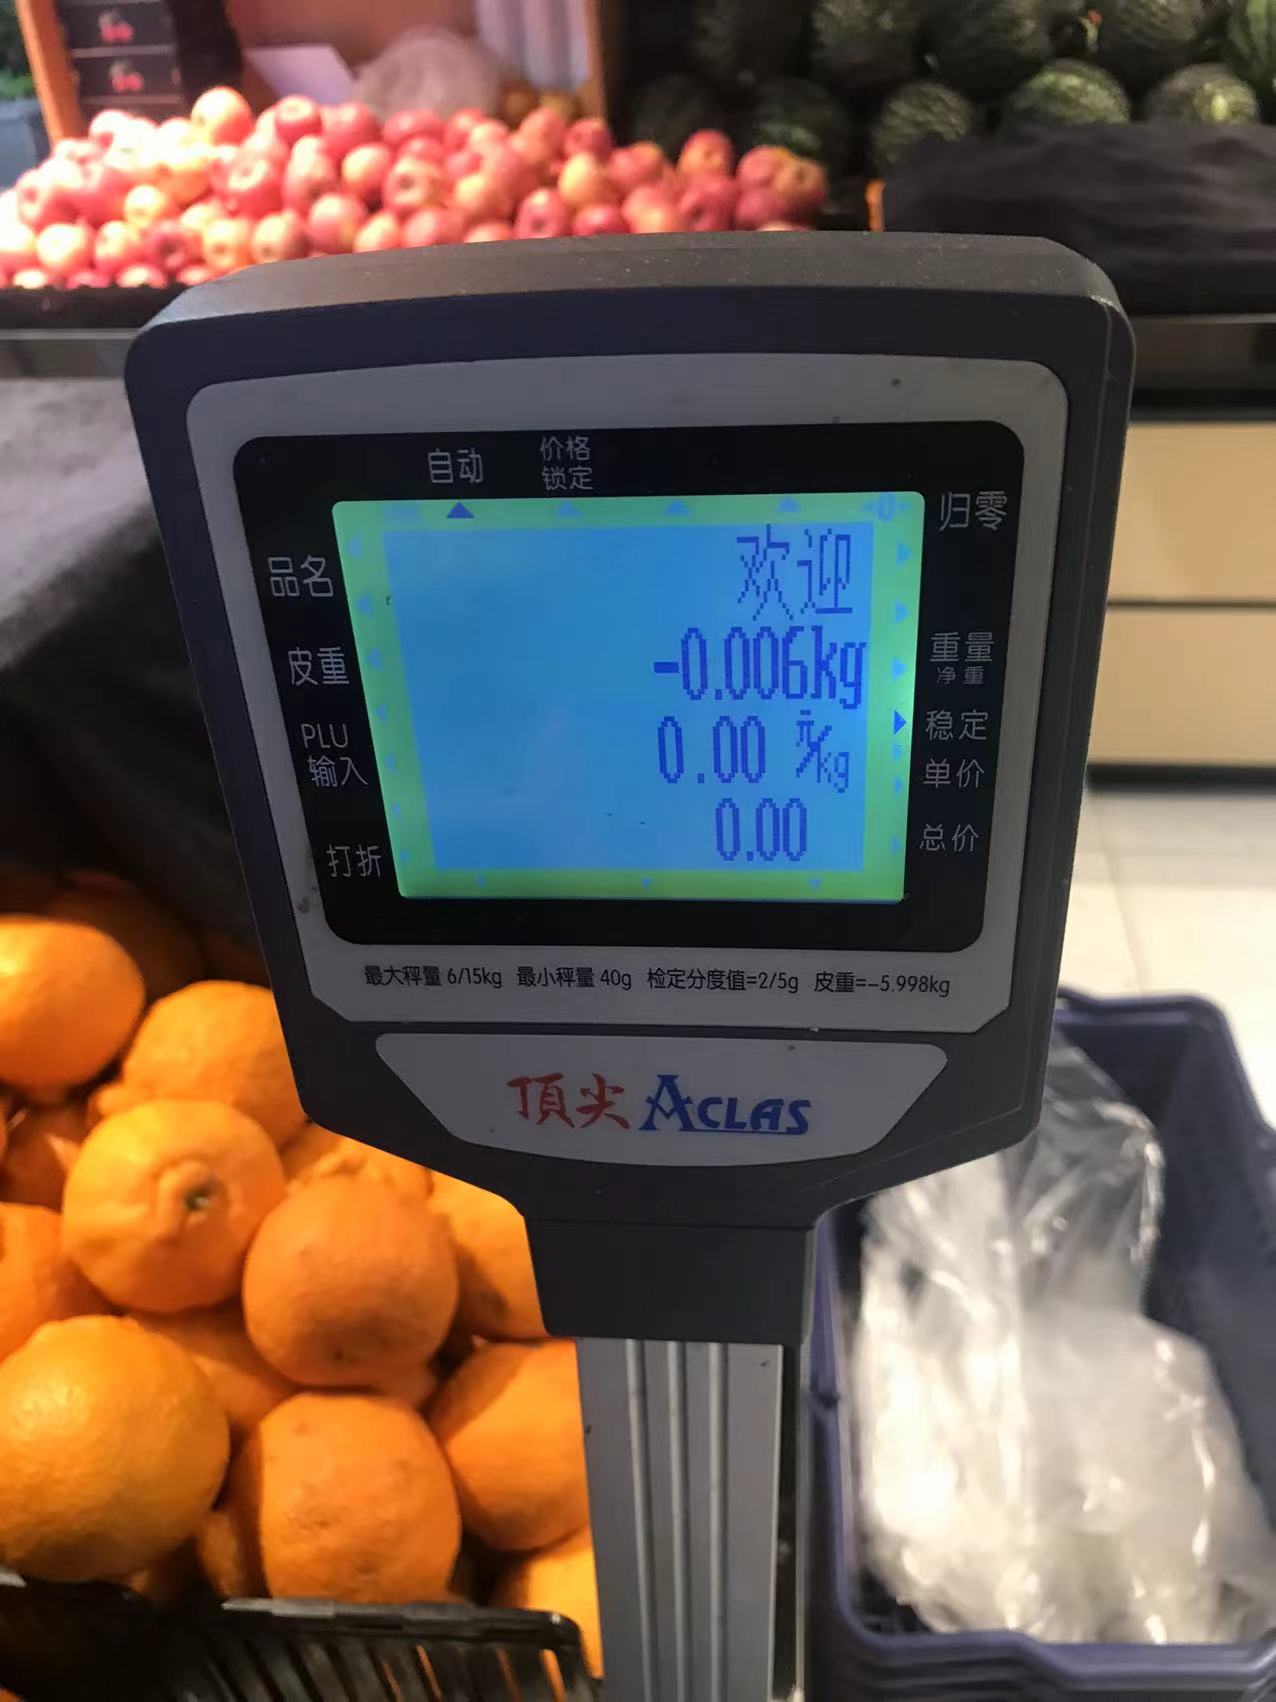 自动
价格
锁定
归零
品名
欢迎
皮重
-0.006kg
重量
净重
PLU
输入
0.00 元/kg
稳定
单价
打折
0.00
总价
最大秤量 6/15kg 最小秤量 40g 检定分度值=2/5g 皮重=-5.998kg
頂尖 ACLAS